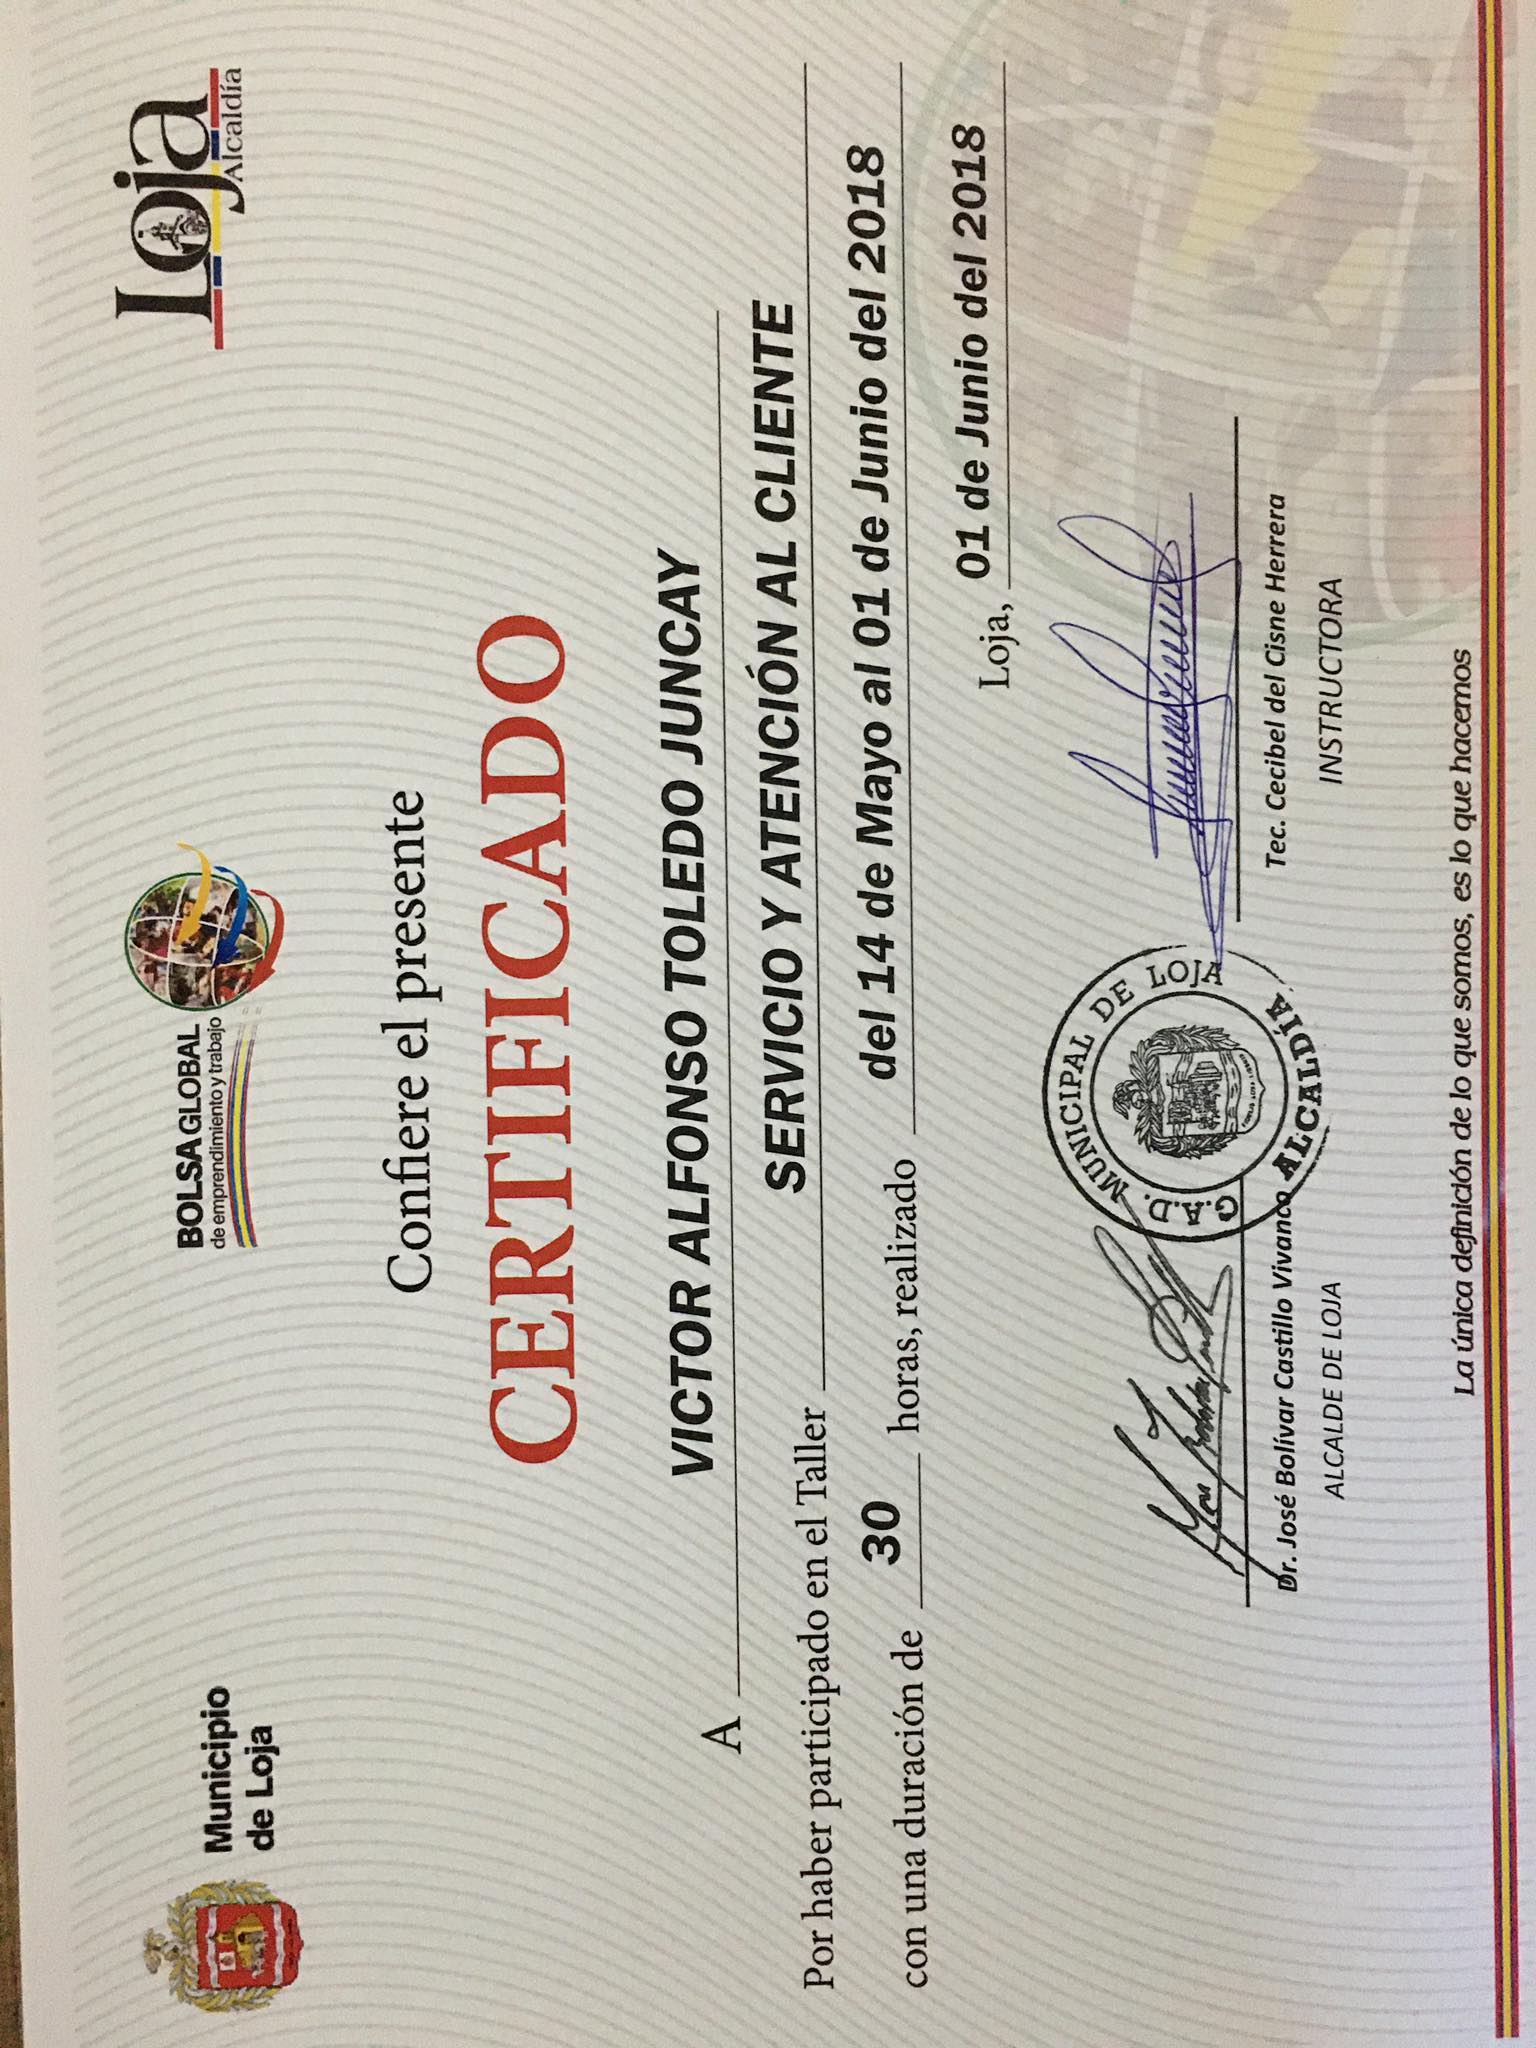 Municipio
de Loja
BOLSA GLOBAL
de emprendimiento y trabajo
Loja
Alcaldía
Confiere el presente
CERTIFICADO
A VICTOR ALFONSO TOLEDO JUNCAY
Por haber participado en el Taller SERVICIO Y ATENCIÓN AL CLIENTE
con una duración de 30 horas, realizado del 14 de Mayo al 01 de Junio del 2018
Loja, 01 de Junio del 2018
G.A.D. MUNICIPAL DE LOJA
ALCALDÍA
Dr. José Bolívar Castillo Vivanco
ALCALDE DE LOJA
Tec. Cecibel del Cisne Herrera
INSTRUCTORA
La única definición de lo que somos, es lo que hacemos